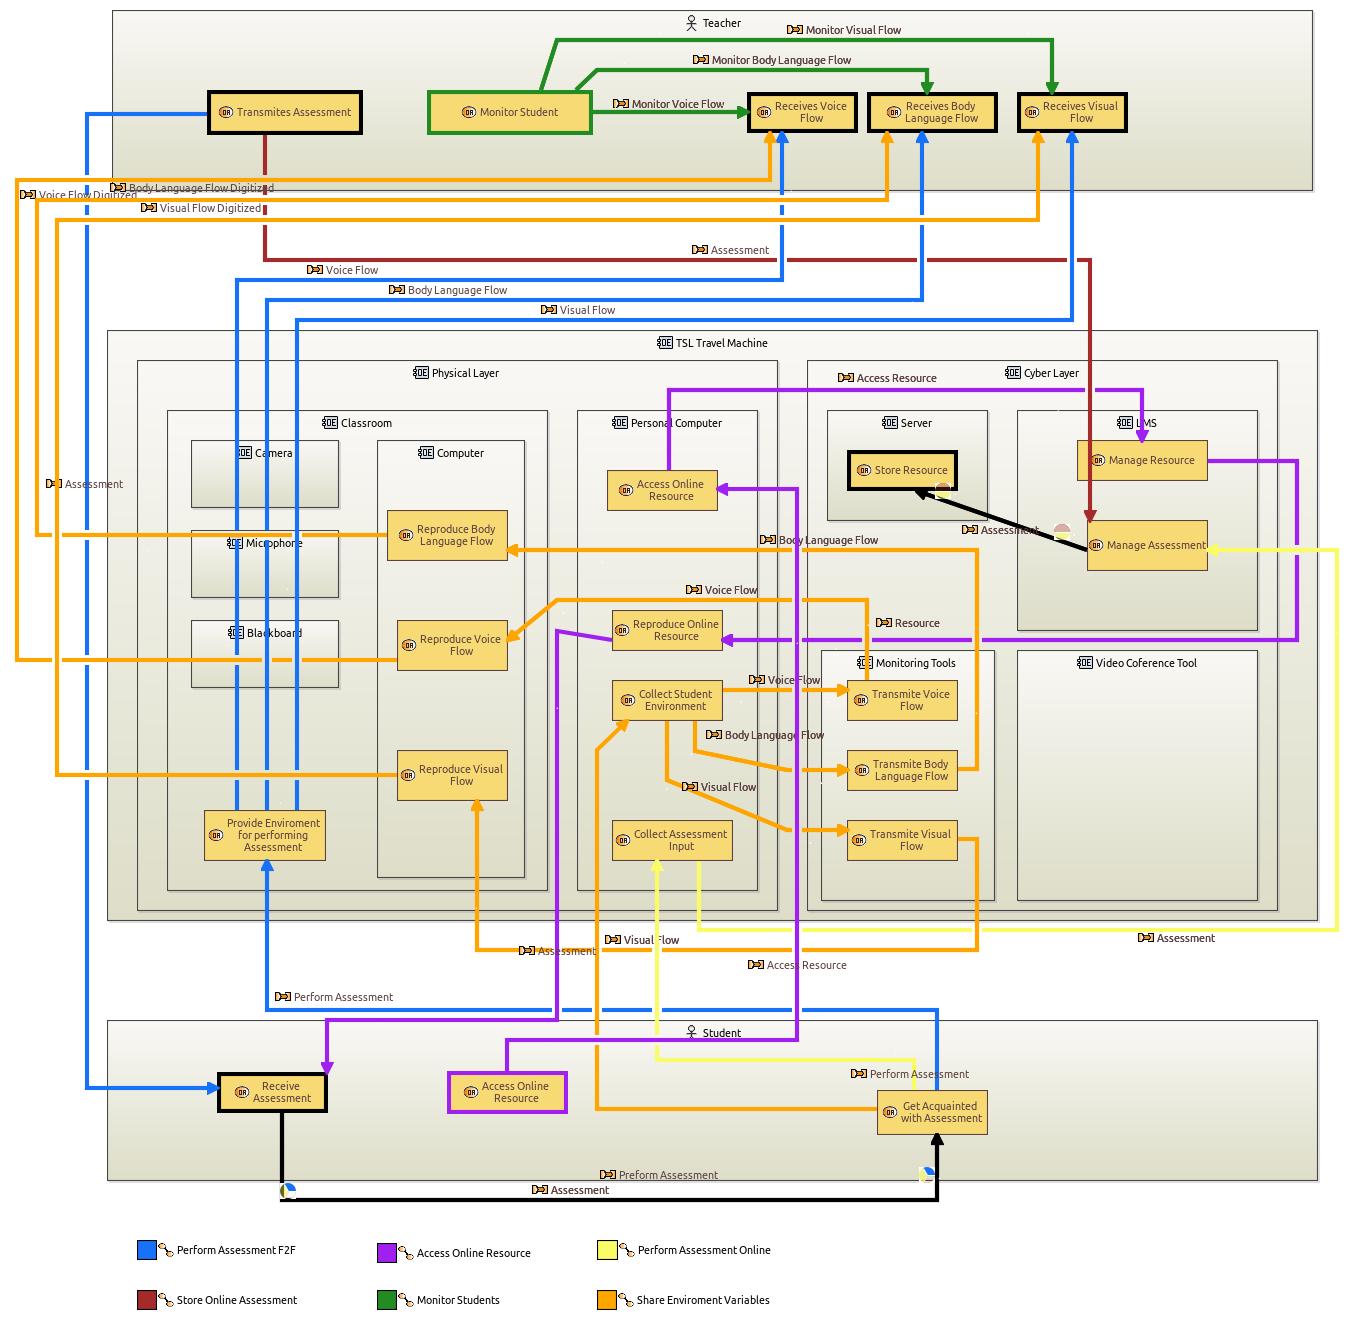 Teacher
Monitor Visual Flow
Monitor Body Language Flow
Monitor Voice Flow
Transmites Assessment
Monitor Student
Receives Voice
Flow
Receives Body
Language Flow
Receives Visual
Flow
Body Language Flow Digitized
Voice Flow Digitized
Visual Flow Digitized
Assessment
Voice Flow
Body Language Flow
Visual Flow
TSL Travel Machine
Physical Layer
Cyber Layer
Access Resource
Classroom
Personal Computer
Server
LMS
Camera
Computer
Manage Resource
Store Resource
Assessment
Access Online
Resource
Microphone
Reproduce Body
Language Flow
Assessment
Body Language Flow
Manage Assessment
Voice Flow
Blackboard
Reproduce Voice
Flow
Reproduce Online
Resource
Resource
Monitoring Tools
Video Coference Tool
Voice Flow
Collect Student
Environment
Transmite Voice
Flow
Body Language Flow
Reproduce Visual
Flow
Transmite Body
Language Flow
Visual Flow
Provide Enviroment
for performing
Assessment
Collect Assessment
Input
Transmite Visual
Flow
Visual Flow
Assessment
Assessment
Access Resource
Perform Assessment
Student
Perform Assessment
Receive
Assessment
Access Online
Resource
Get Acquainted
with Assessment
Preform Assessment
Assessment
Perform Assessment F2F
Access Online Resource
Perform Assessment Online
Store Online Assessment
Monitor Students
Share Enviroment Variables